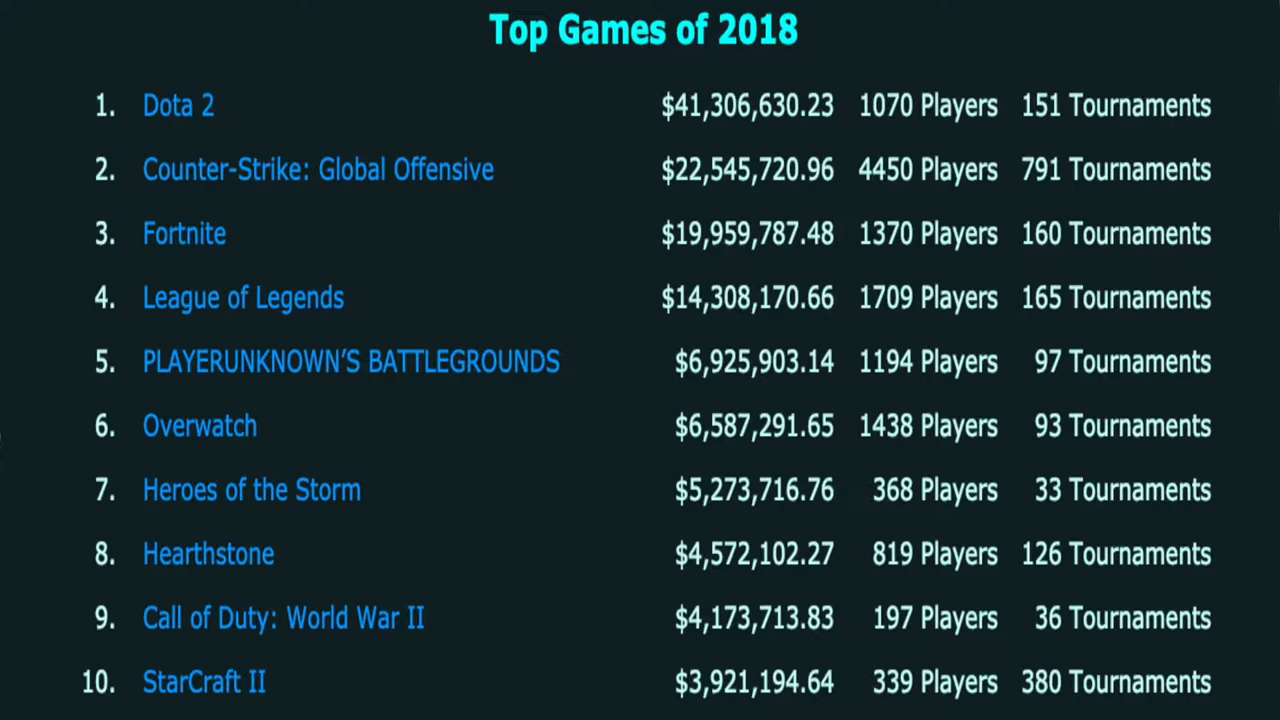 Top Games of 2018
1. Dota 2 $41,306,630.23 1070 Players 151 Tournaments
2. Counter-Strike: Global Offensive $22,545,720.96 4450 Players 791 Tournaments
3. Fortnite $19,959,787.48 1370 Players 160 Tournaments
4. League of Legends $14,308,170.66 1709 Players 165 Tournaments
5. PLAYERUNKNOWN’S BATTLEGROUNDS $6,925,903.14 1194 Players 97 Tournaments
6. Overwatch $6,587,291.65 1438 Players 93 Tournaments
7. Heroes of the Storm $5,273,716.76 368 Players 33 Tournaments
8. Hearthstone $4,572,102.27 819 Players 126 Tournaments
9. Call of Duty: World War II $4,173,713.83 197 Players 36 Tournaments
10. StarCraft II $3,921,194.64 339 Players 380 Tournaments